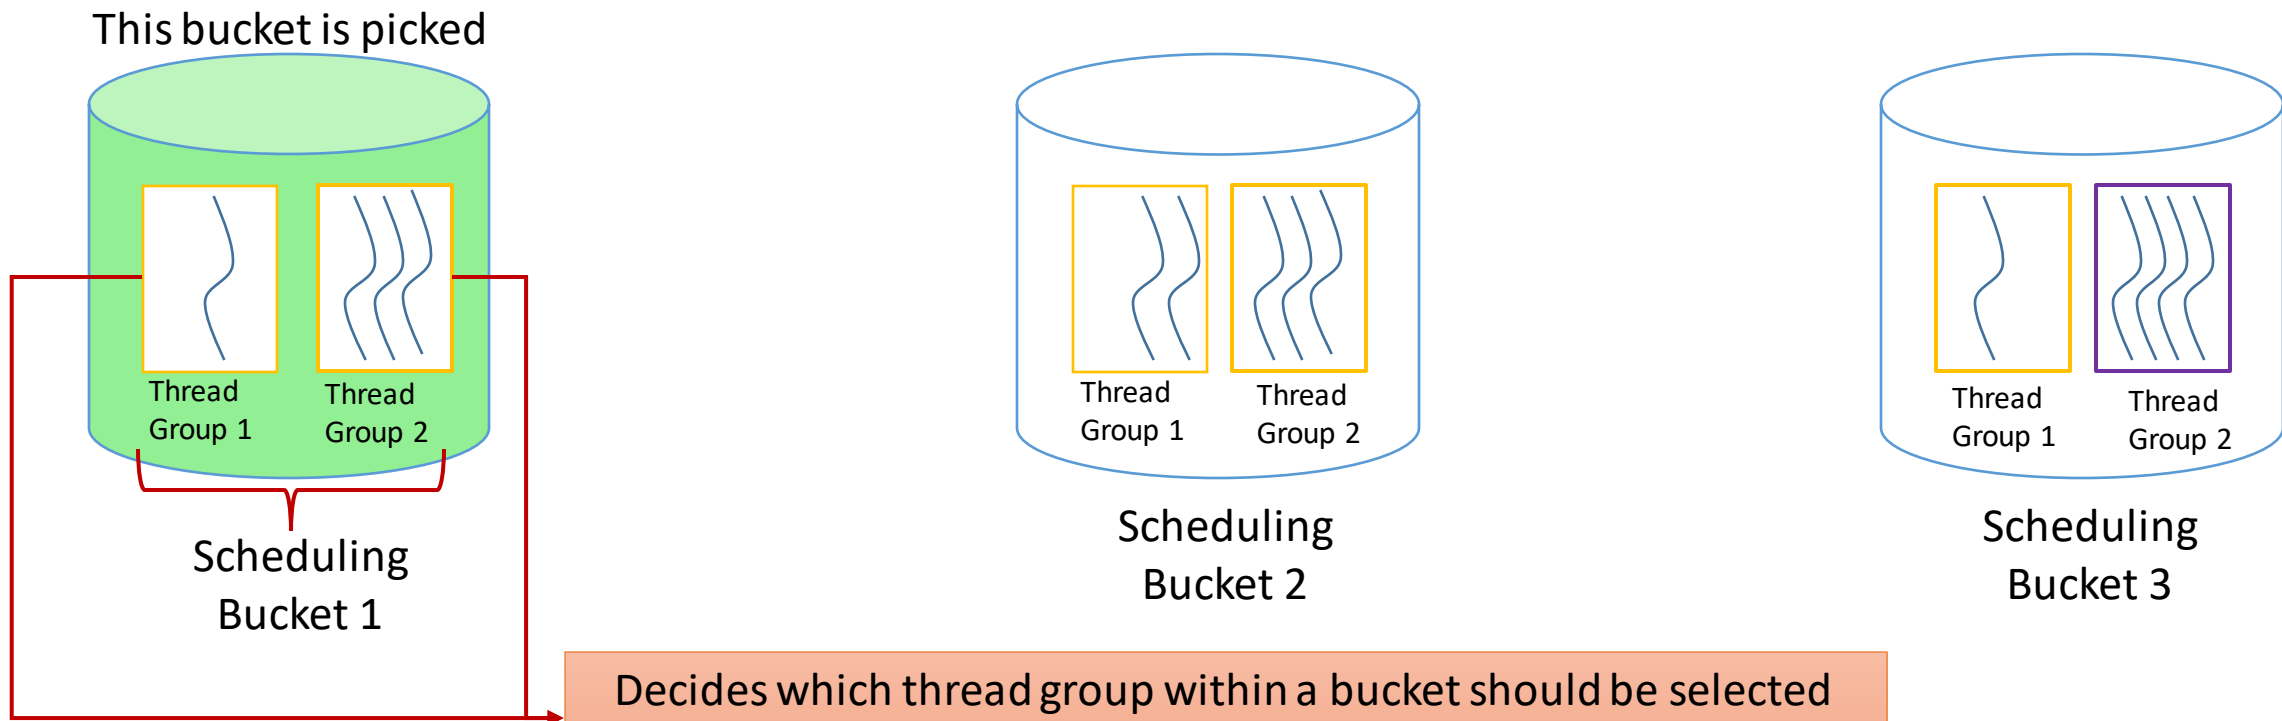 This bucket is picked
Thread
Group 1
Thread
Group 2
Scheduling
Bucket 1
Thread
Group 1
Thread
Group 2
Scheduling
Bucket 2
Thread
Group 1
Thread
Group 2
Scheduling
Bucket 3
Decides which thread group within a bucket should be selected